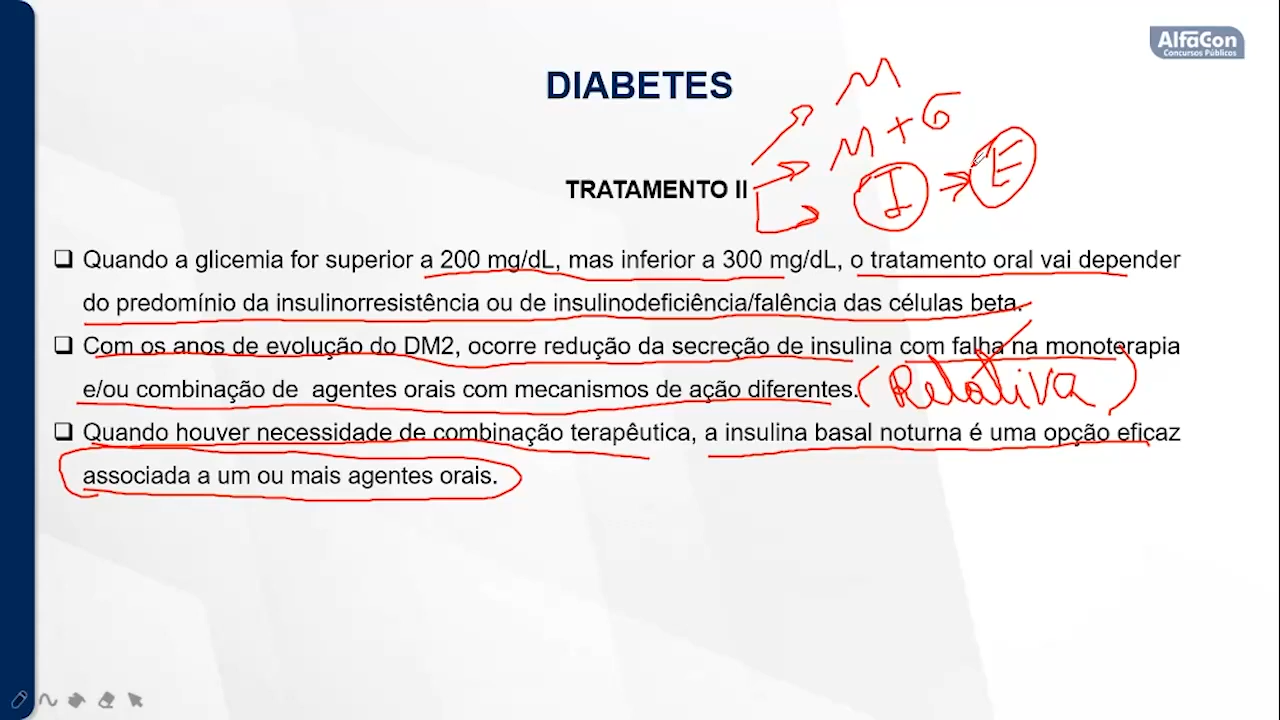 AlfaCon
Concursos Públicos
DIABETES
M
M + G
TRATAMENTO II
I → E
❑ Quando a glicemia for superior a 200 mg/dL, mas inferior a 300 mg/dL, o tratamento oral vai depender
do predomínio da insulinorresistência ou de insulinodeficiência/falência das células beta.
❑ Com os anos de evolução do DM2, ocorre redução da secreção de insulina com falha na monoterapia
e/ou combinação de agentes orais com mecanismos de ação diferentes. (Relativa)
❑ Quando houver necessidade de combinação terapêutica, a insulina basal noturna é uma opção eficaz
associada a um ou mais agentes orais.